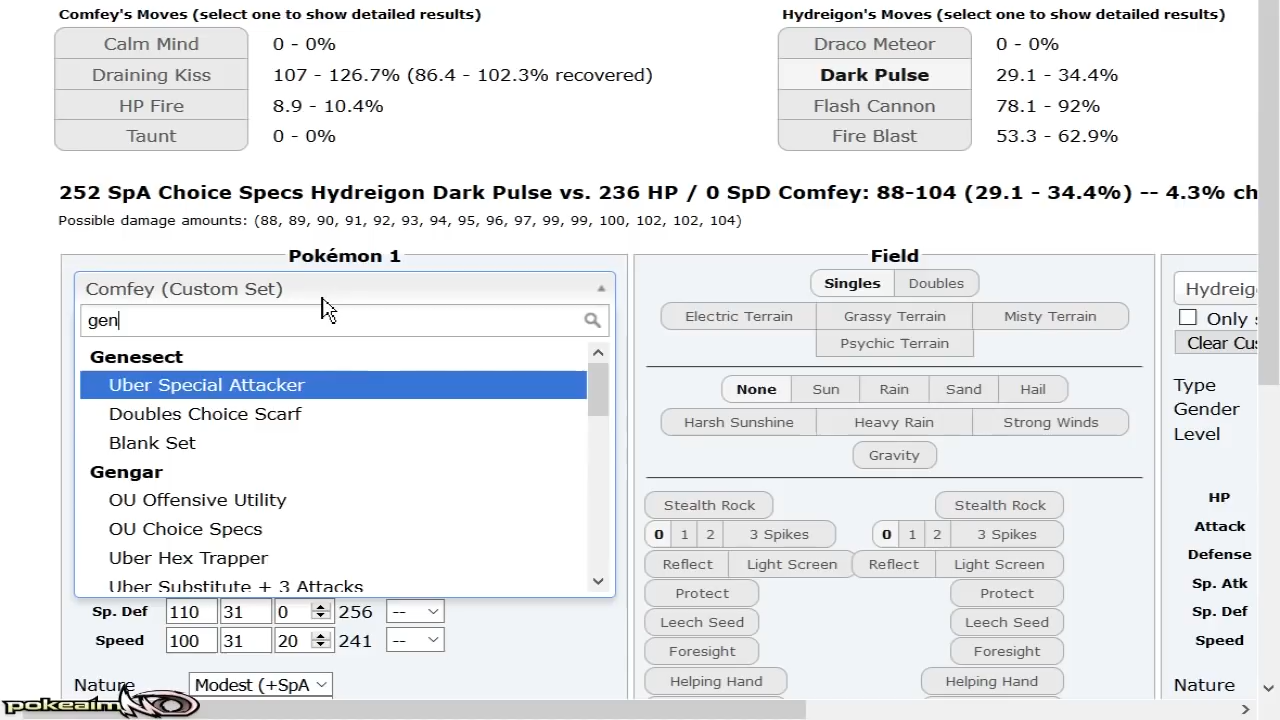 Comfey's Moves (select one to show detailed results)
Calm Mind 0 - 0%
Draining Kiss 107 - 126.7% (86.4 - 102.3% recovered)
HP Fire 8.9 - 10.4%
Taunt 0 - 0%
Hydreigon's Moves (select one to show detailed results)
Draco Meteor 0 - 0%
Dark Pulse 29.1 - 34.4%
Flash Cannon 78.1 - 92%
Fire Blast 53.3 - 62.9%
252 SpA Choice Specs Hydreigon Dark Pulse vs. 236 HP / 0 SpD Comfey: 88-104 (29.1 - 34.4%) -- 4.3% ch
Possible damage amounts: (88, 89, 90, 91, 92, 93, 94, 95, 96, 97, 99, 99, 100, 102, 102, 104)
Pokémon 1
Comfey (Custom Set)
gen
Genesect
Uber Special Attacker
Doubles Choice Scarf
Blank Set
Gengar
OU Offensive Utility
OU Choice Specs
Uber Hex Trapper
Uber Substitute + 3 Attacks
Sp. Def 110 31 0 256 --
Speed 100 31 20 241 --
Nature Modest (+SpA
Field
Singles Doubles
Electric Terrain Grassy Terrain Misty Terrain
Psychic Terrain
None Sun Rain Sand Hail
Harsh Sunshine Heavy Rain Strong Winds
Gravity
Stealth Rock Stealth Rock
0 1 2 3 Spikes 0 1 2 3 Spikes
Reflect Light Screen Reflect Light Screen
Protect Protect
Leech Seed Leech Seed
Foresight Foresight
Helping Hand Helping Hand
Hydreig
Only
Clear Cu
Type
Gender
Level
HP
Attack
Defense
Sp. Atk
Sp. Def
Speed
Nature
pokeaimMD